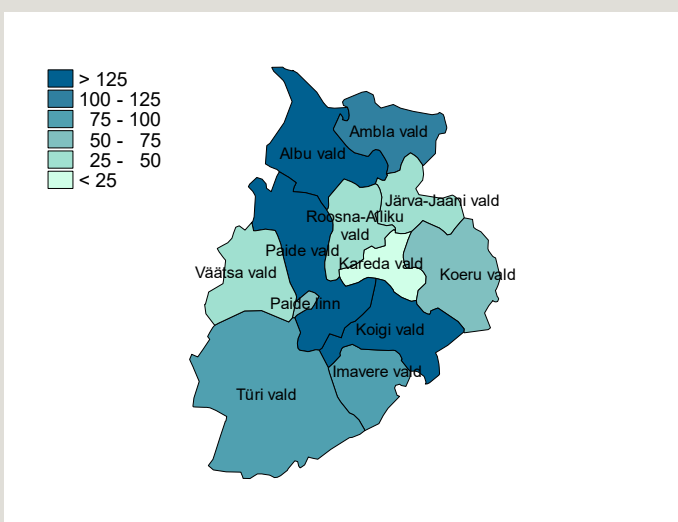 > 125
100 - 125
75 - 100
50 - 75
25 - 50
< 25
Ambla vald
Albu vald
Järva-Jaani vald
Roosna-Alliku
vald
Paide vald
Kareda vald
Väätsa vald
Koeru vald
Paide linn
Koigi vald
Imavere vald
Türi vald